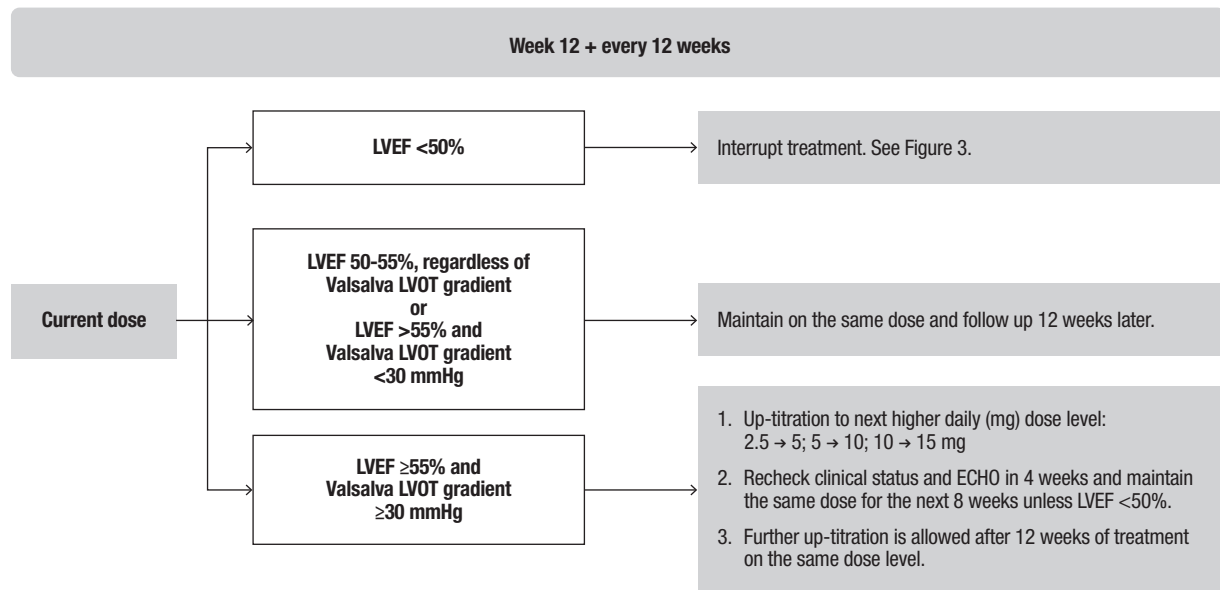 Week 12 + every 12 weeks
LVEF <50%
Interrupt treatment. See Figure 3.
Current dose
LVEF 50-55%, regardless of
Valsalva LVOT gradient
or
LVEF >55% and
Valsalva LVOT gradient
<30 mmHg
Maintain on the same dose and follow up 12 weeks later.
LVEF ≥55% and
Valsalva LVOT gradient
≥30 mmHg
1. Up-titration to next higher daily (mg) dose level:
2.5 → 5; 5 → 10; 10 → 15 mg
2. Recheck clinical status and ECHO in 4 weeks and maintain
the same dose for the next 8 weeks unless LVEF <50%.
3. Further up-titration is allowed after 12 weeks of treatment
on the same dose level.